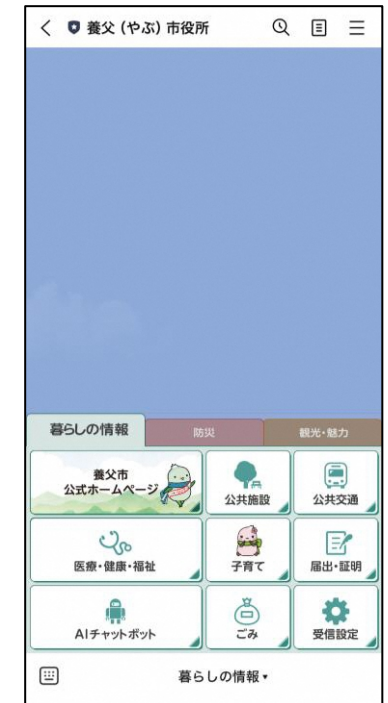 養父（やぶ）市役所
暮らしの情報
防災
観光・魅力
養父市
公式ホームページ
公共施設
公共交通
医療・健康・福祉
子育て
届出・証明
AIチャットボット
ごみ
受信設定
暮らしの情報▾